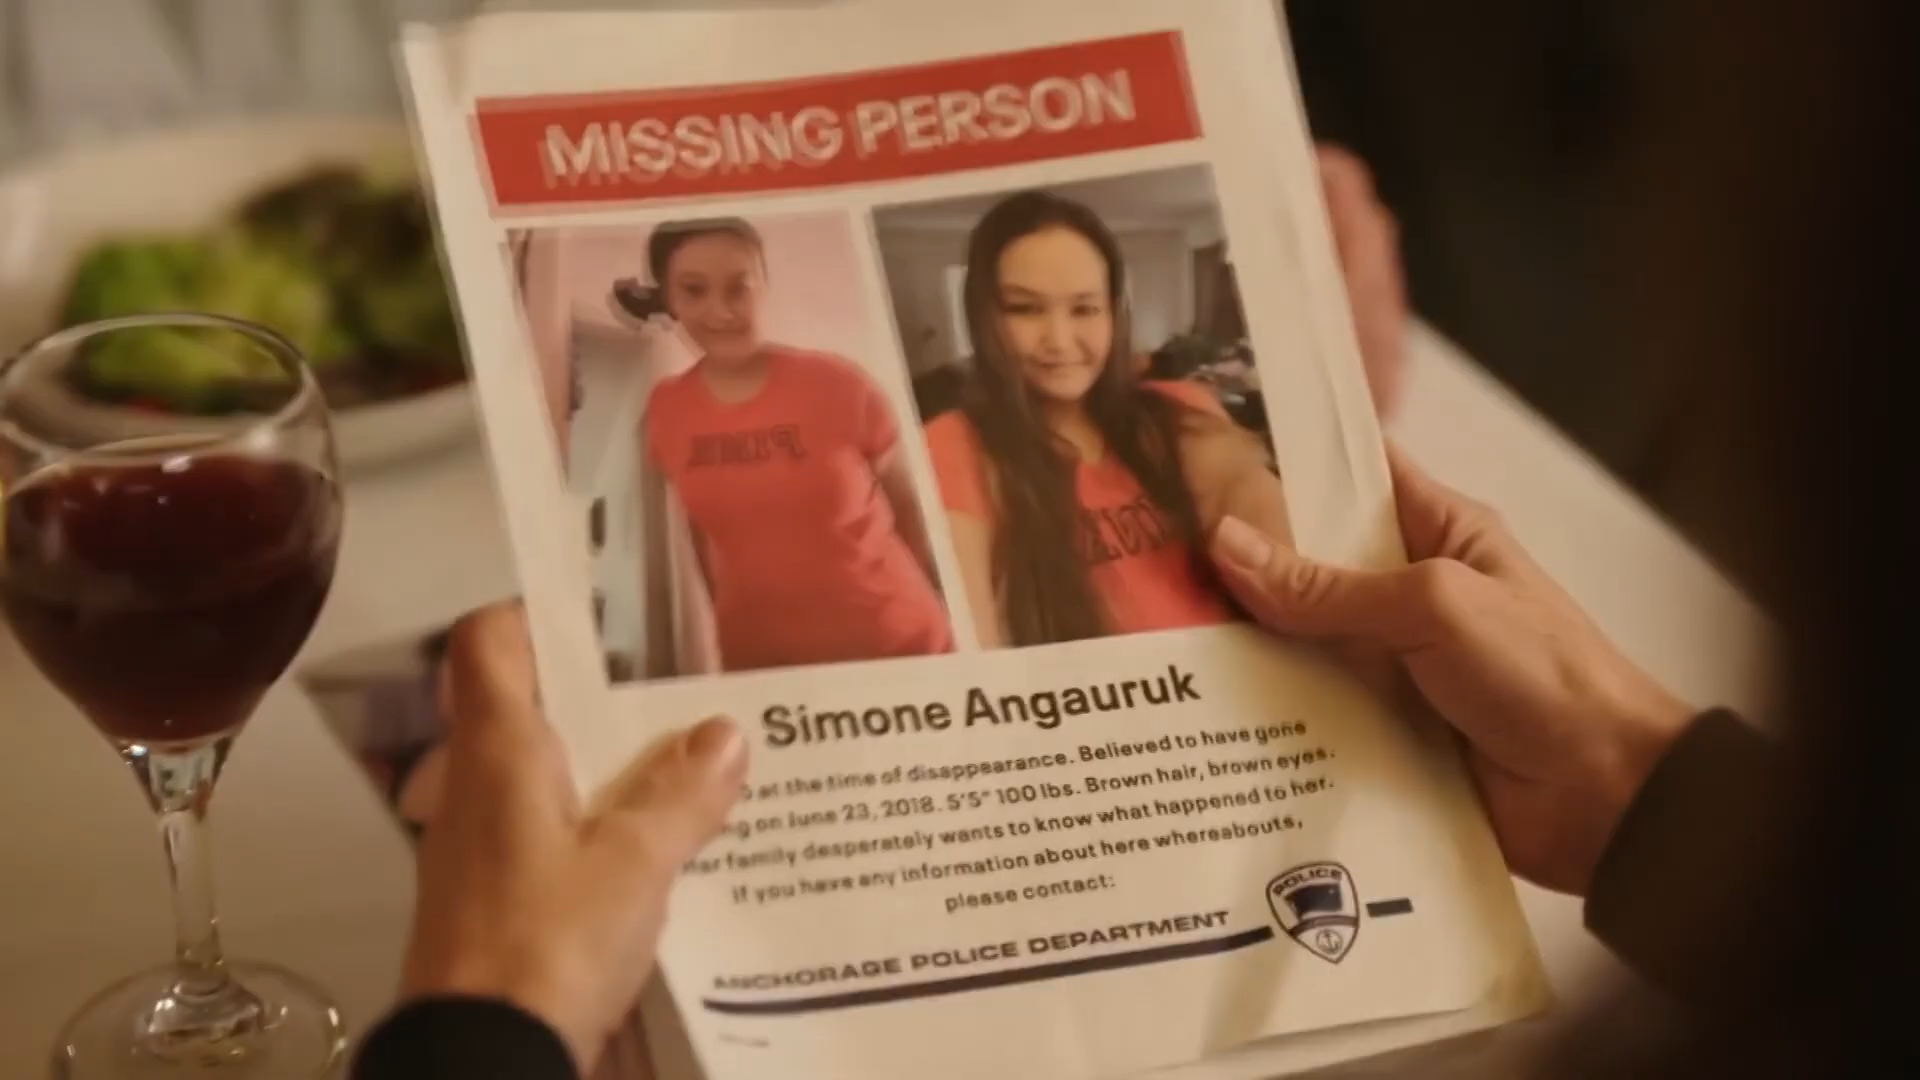 MISSING PERSON
PINK
Simone Angauruk
at the time of disappearance. Believed to have gone
on June 23, 2018. 5'5" 100 lbs. Brown hair, brown eyes.
Her family desperately wants to know what happened to her.
If you have any information about here whereabouts,
please contact:
ANCHORAGE POLICE DEPARTMENT
POLICE